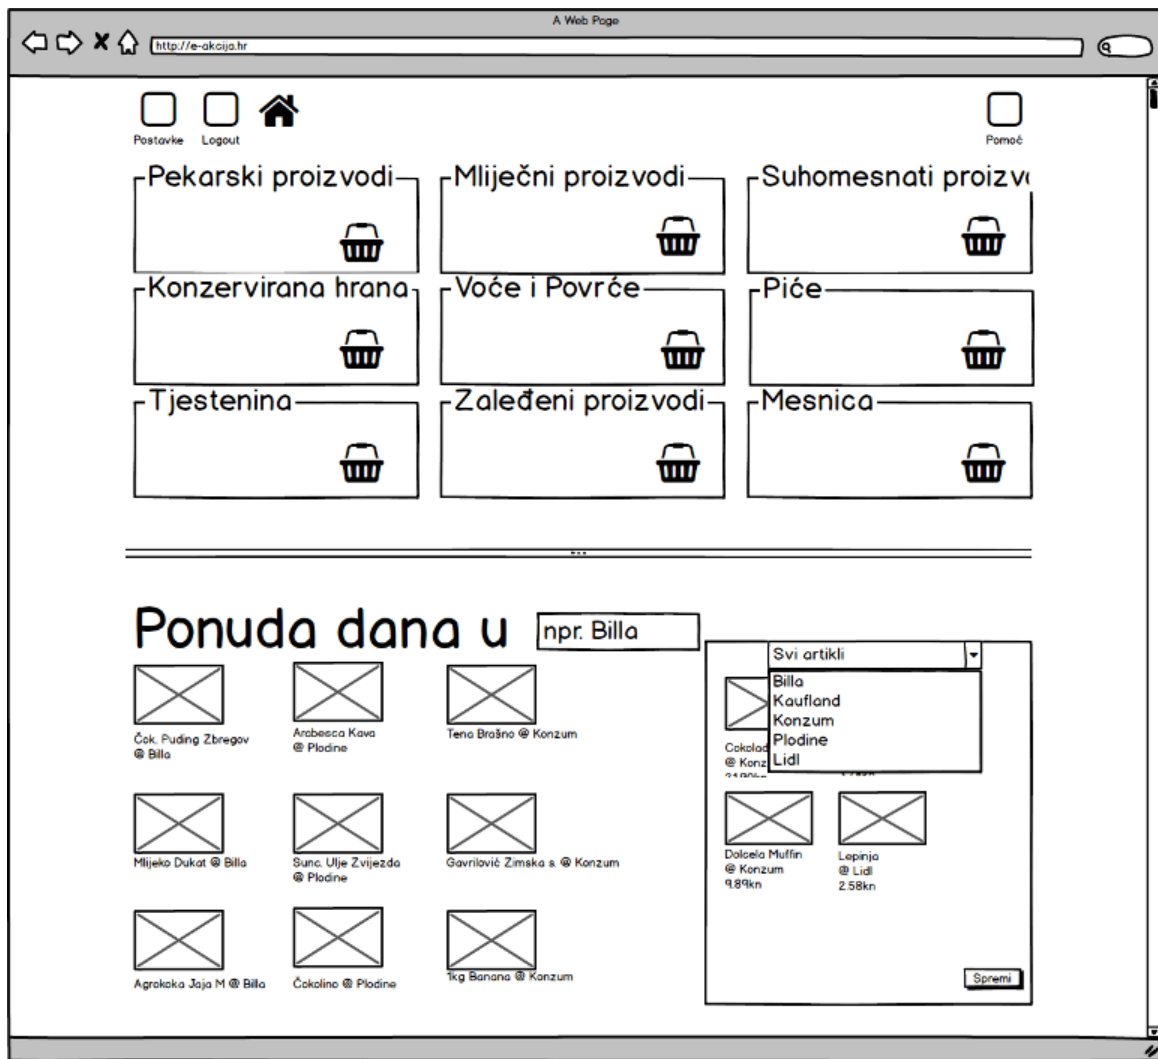 A Web Page
http://e-akcija.hr
Postavke
Logout
Pomoć
Pekarski proizvodi
Mliječni proizvodi
Suhomesnati
Konzervirana hrana
Voće i Povrće
Piće
Tjestenina
Zaleđeni proizvodi
Mesnica
Ponuda dana u
npr. Billa
Čok. Puding Zbregov
@ Billa
Arabesca Kava
@ Plodine
Tena Brašno @ Konzum
Mlijeko Dukat @ Billa
Sunc. Ulje Zvijezda
@ Plodine
Gavrilović Zimska s. @ Konzum
Agrokoka Jaja M @ Billa
Čokolino @ Plodine
1kg Banana @ Konzum
Svi artikli
Billa
Kaufland
Konzum
Plodine
Lidl
Dolcela Muffin
@ Konzum
9.89kn
Lepinja
@ Lidl
2.58kn
Spremi